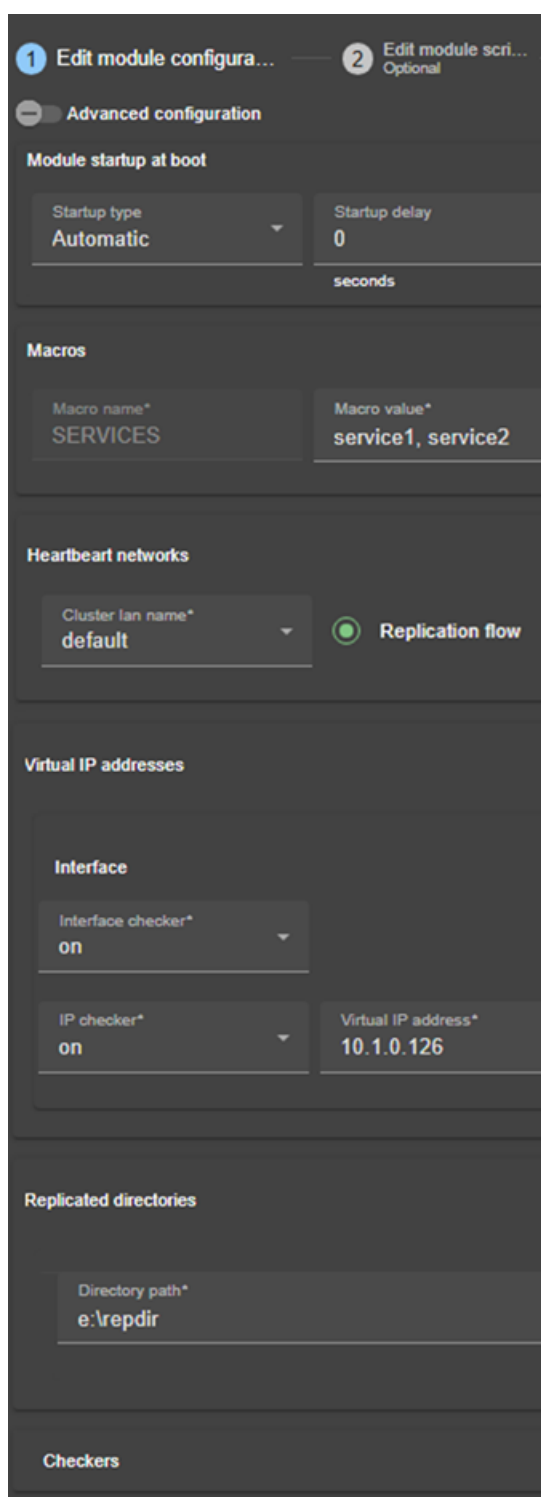 1 Edit module configura... 2 Edit module scri...
Optional
Advanced configuration
Module startup at boot
Startup type Startup delay
Automatic 0
seconds
Macros
Macro name* Macro value*
SERVICES service1, service2
Heartbeart networks
Cluster lan name*
default Replication flow
Virtual IP addresses
Interface
Interface checker*
on
IP checker* Virtual IP address*
on 10.1.0.126
Replicated directories
Directory path*
e:\repdir
Checkers